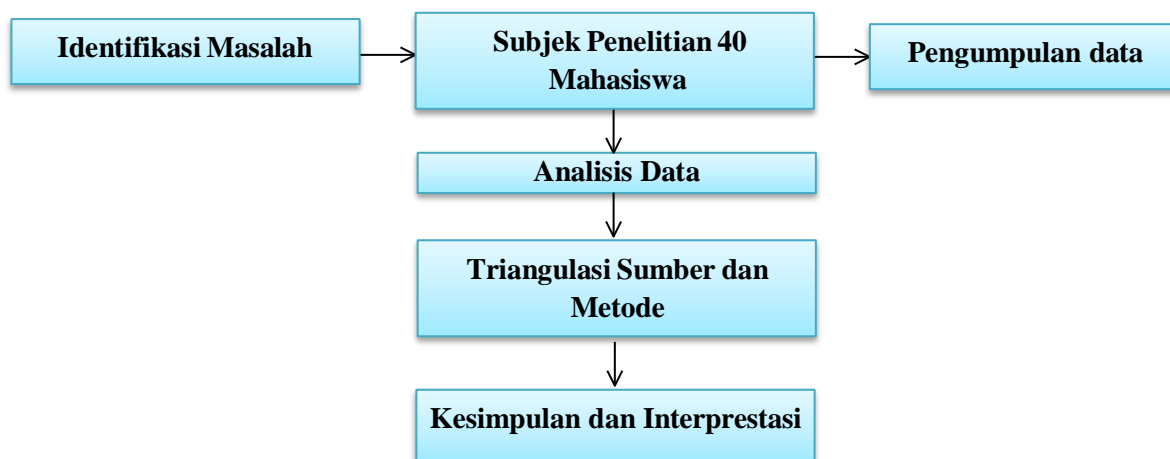 Identifikasi Masalah
Subjek Penelitian 40
Mahasiswa
Pengumpulan data
Analisis Data
Triangulasi Sumber dan
Metode
Kesimpulan dan Interprestasi